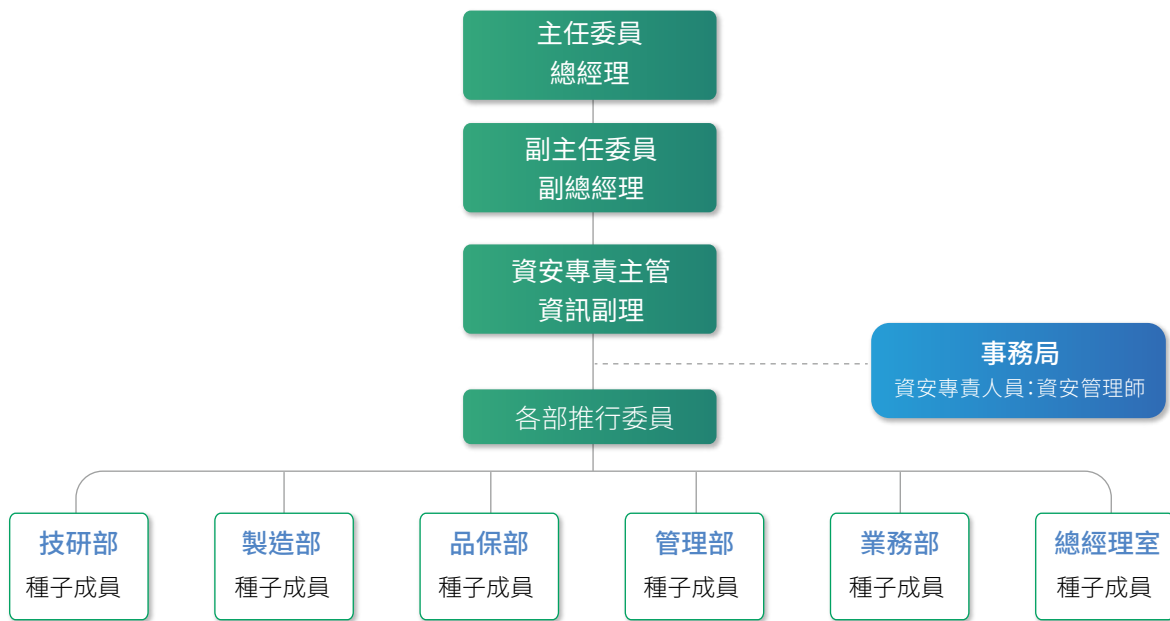 主任委員
總經理
副主任委員
副總經理
資安專責主管
資訊副理
事務局
資安專責人員:資安管理師
各部推行委員
技研部
種子成員
製造部
種子成員
品保部
種子成員
管理部
種子成員
業務部
種子成員
總經理室
種子成員